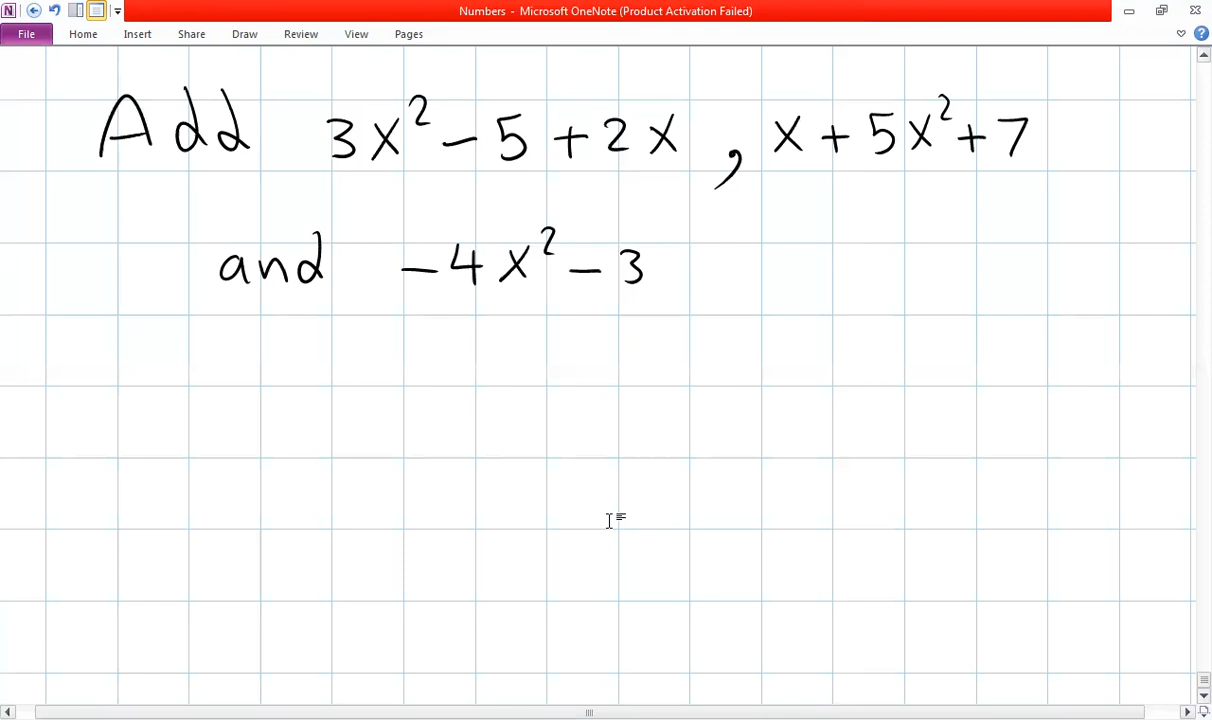 Numbers - Microsoft OneNote (Product Activation Failed)
File Home Insert Share Draw Review View Pages
Add 3x² - 5 + 2x , x + 5x² + 7
and -4x² - 3